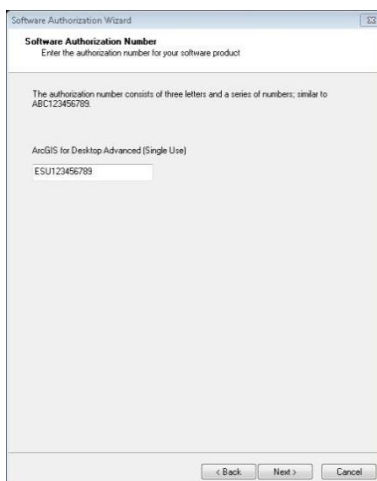 Software Authorization Wizard
Software Authorization Number
Enter the authorization number for your software product
The authorization number consists of three letters and a series of numbers; similar to
ABC123456789.
ArcGIS for Desktop Advanced (Single Use)
ESU123456789
< Back Next > Cancel